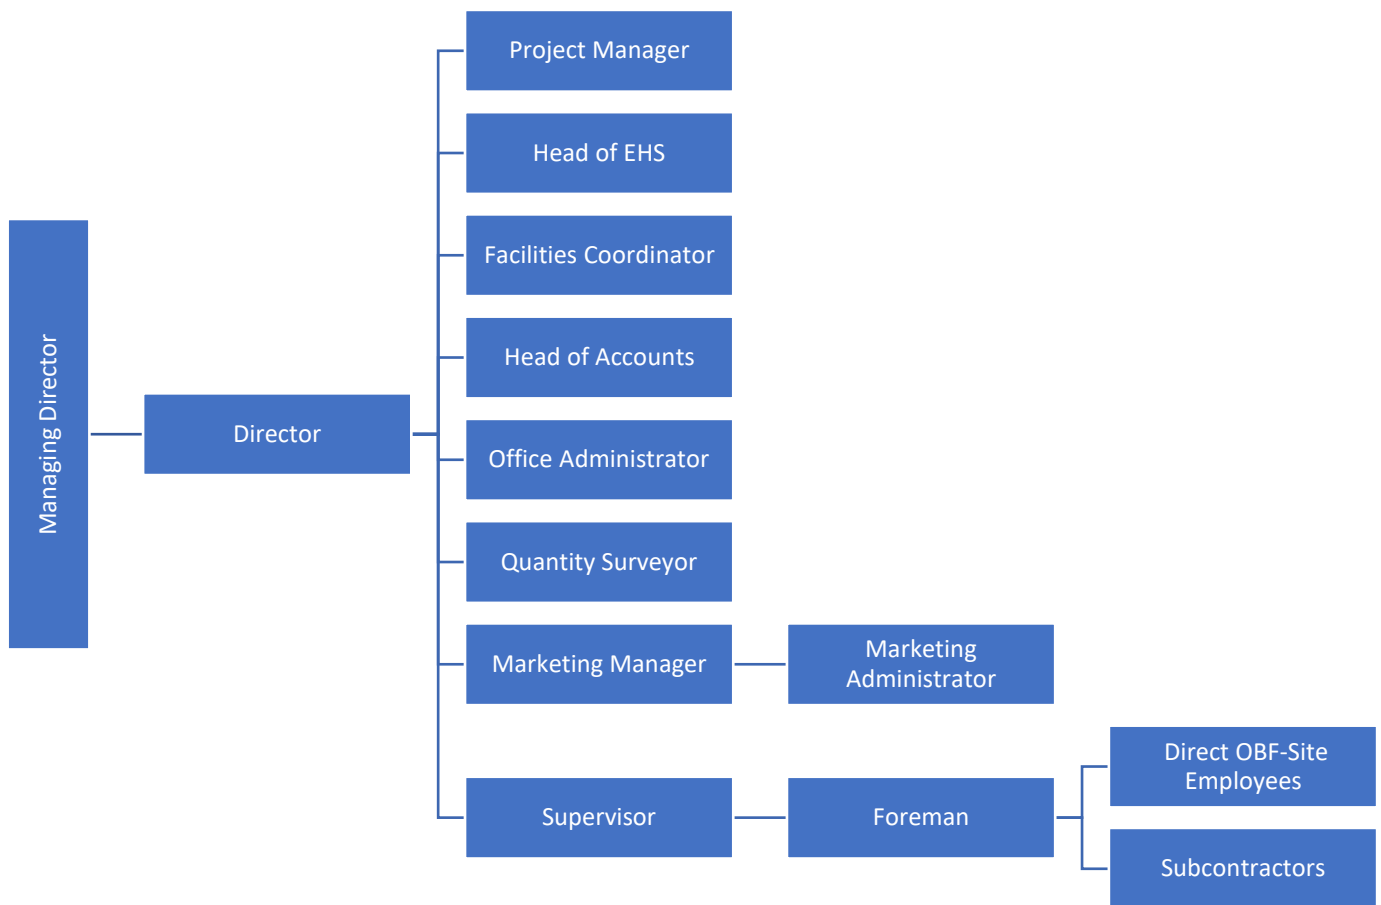 Managing Director
Director
Project Manager
Head of EHS
Facilities Coordinator
Head of Accounts
Office Administrator
Quantity Surveyor
Marketing Manager
Marketing
Administrator
Supervisor
Foreman
Direct OBF-Site
Employees
Subcontractors